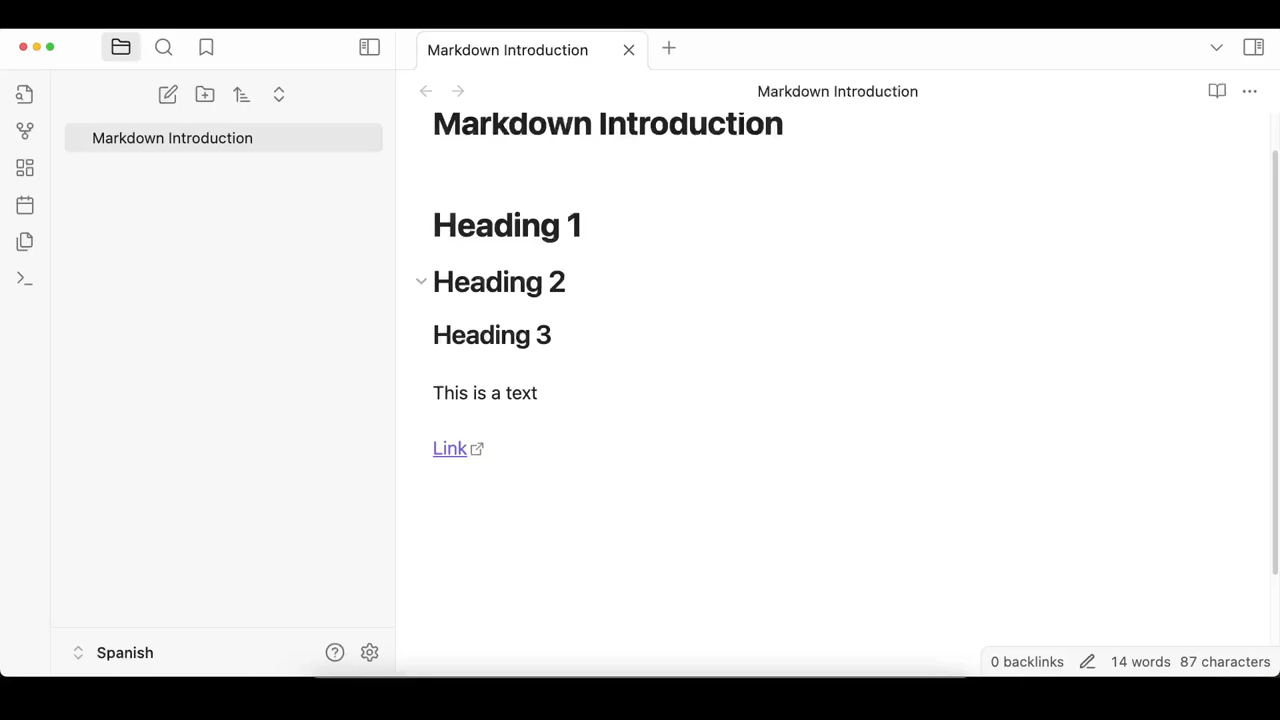 Markdown Introduction
Markdown Introduction
Markdown Introduction
Markdown Introduction
Heading 1
Heading 2
Heading 3
This is a text
Link
Spanish
0 backlinks 14 words 87 characters